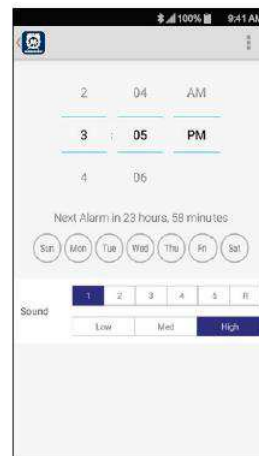 100% 9:41 AM
2 04 AM
3 : 05 PM
4 06
Next Alarm in 23 hours, 58 minutes
Sun Mon Tue Wed Thu Fri Sat
Sound
1 2 3 4 5 R
Low Med High